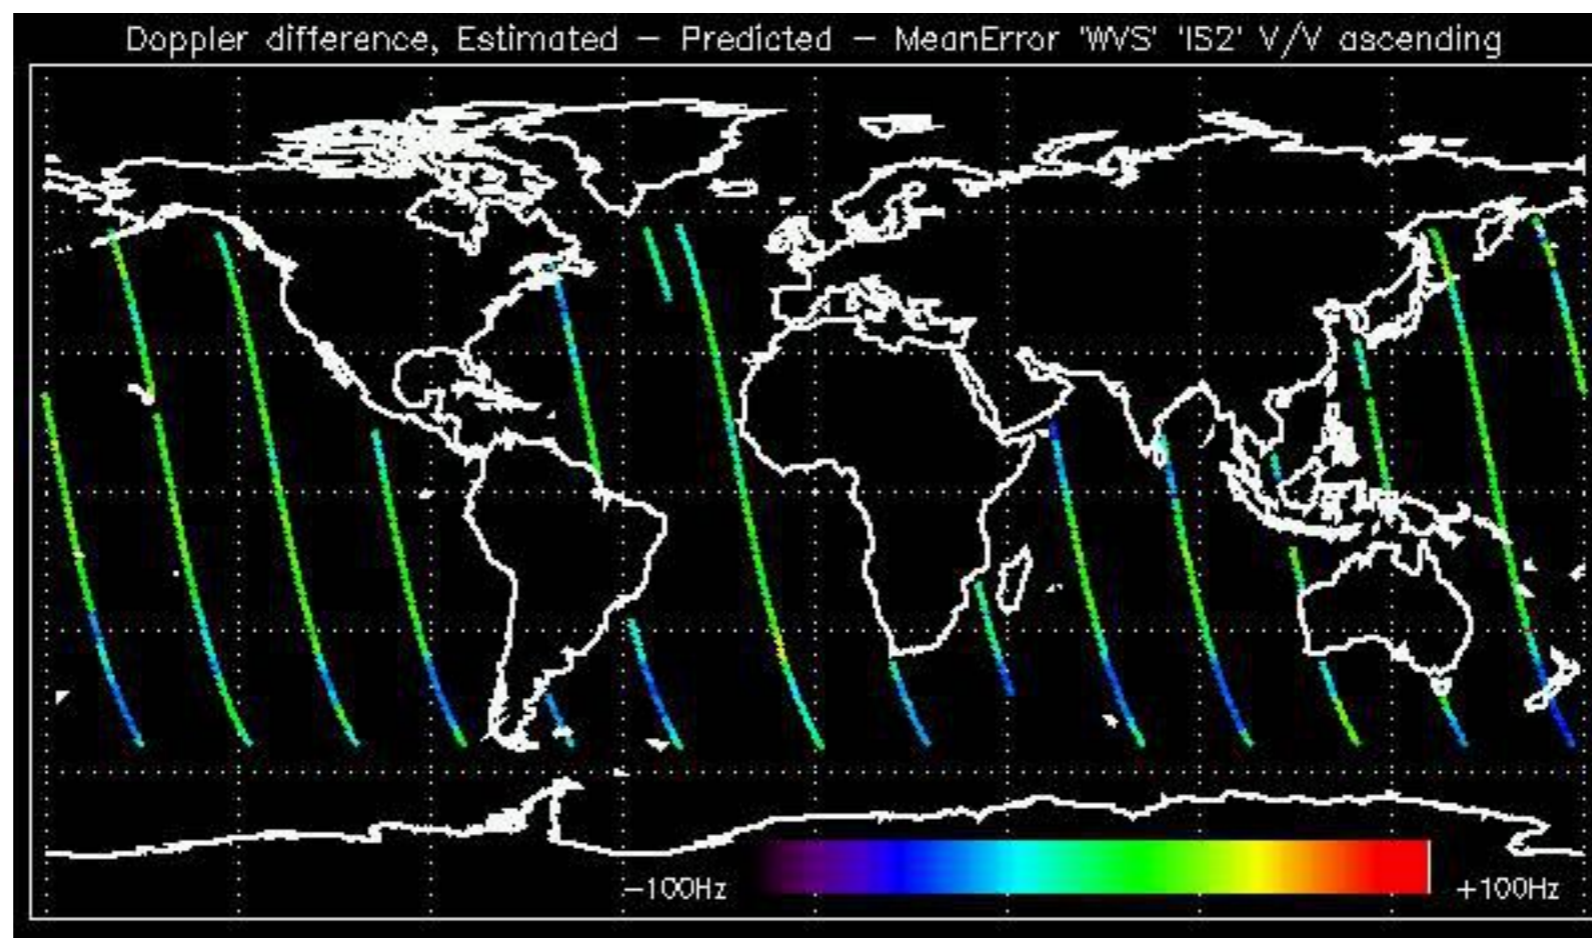 Doppler difference, Estimated – Predicted – MeanError 'WVS' 'IS2' V/V ascending
–100Hz
+100Hz